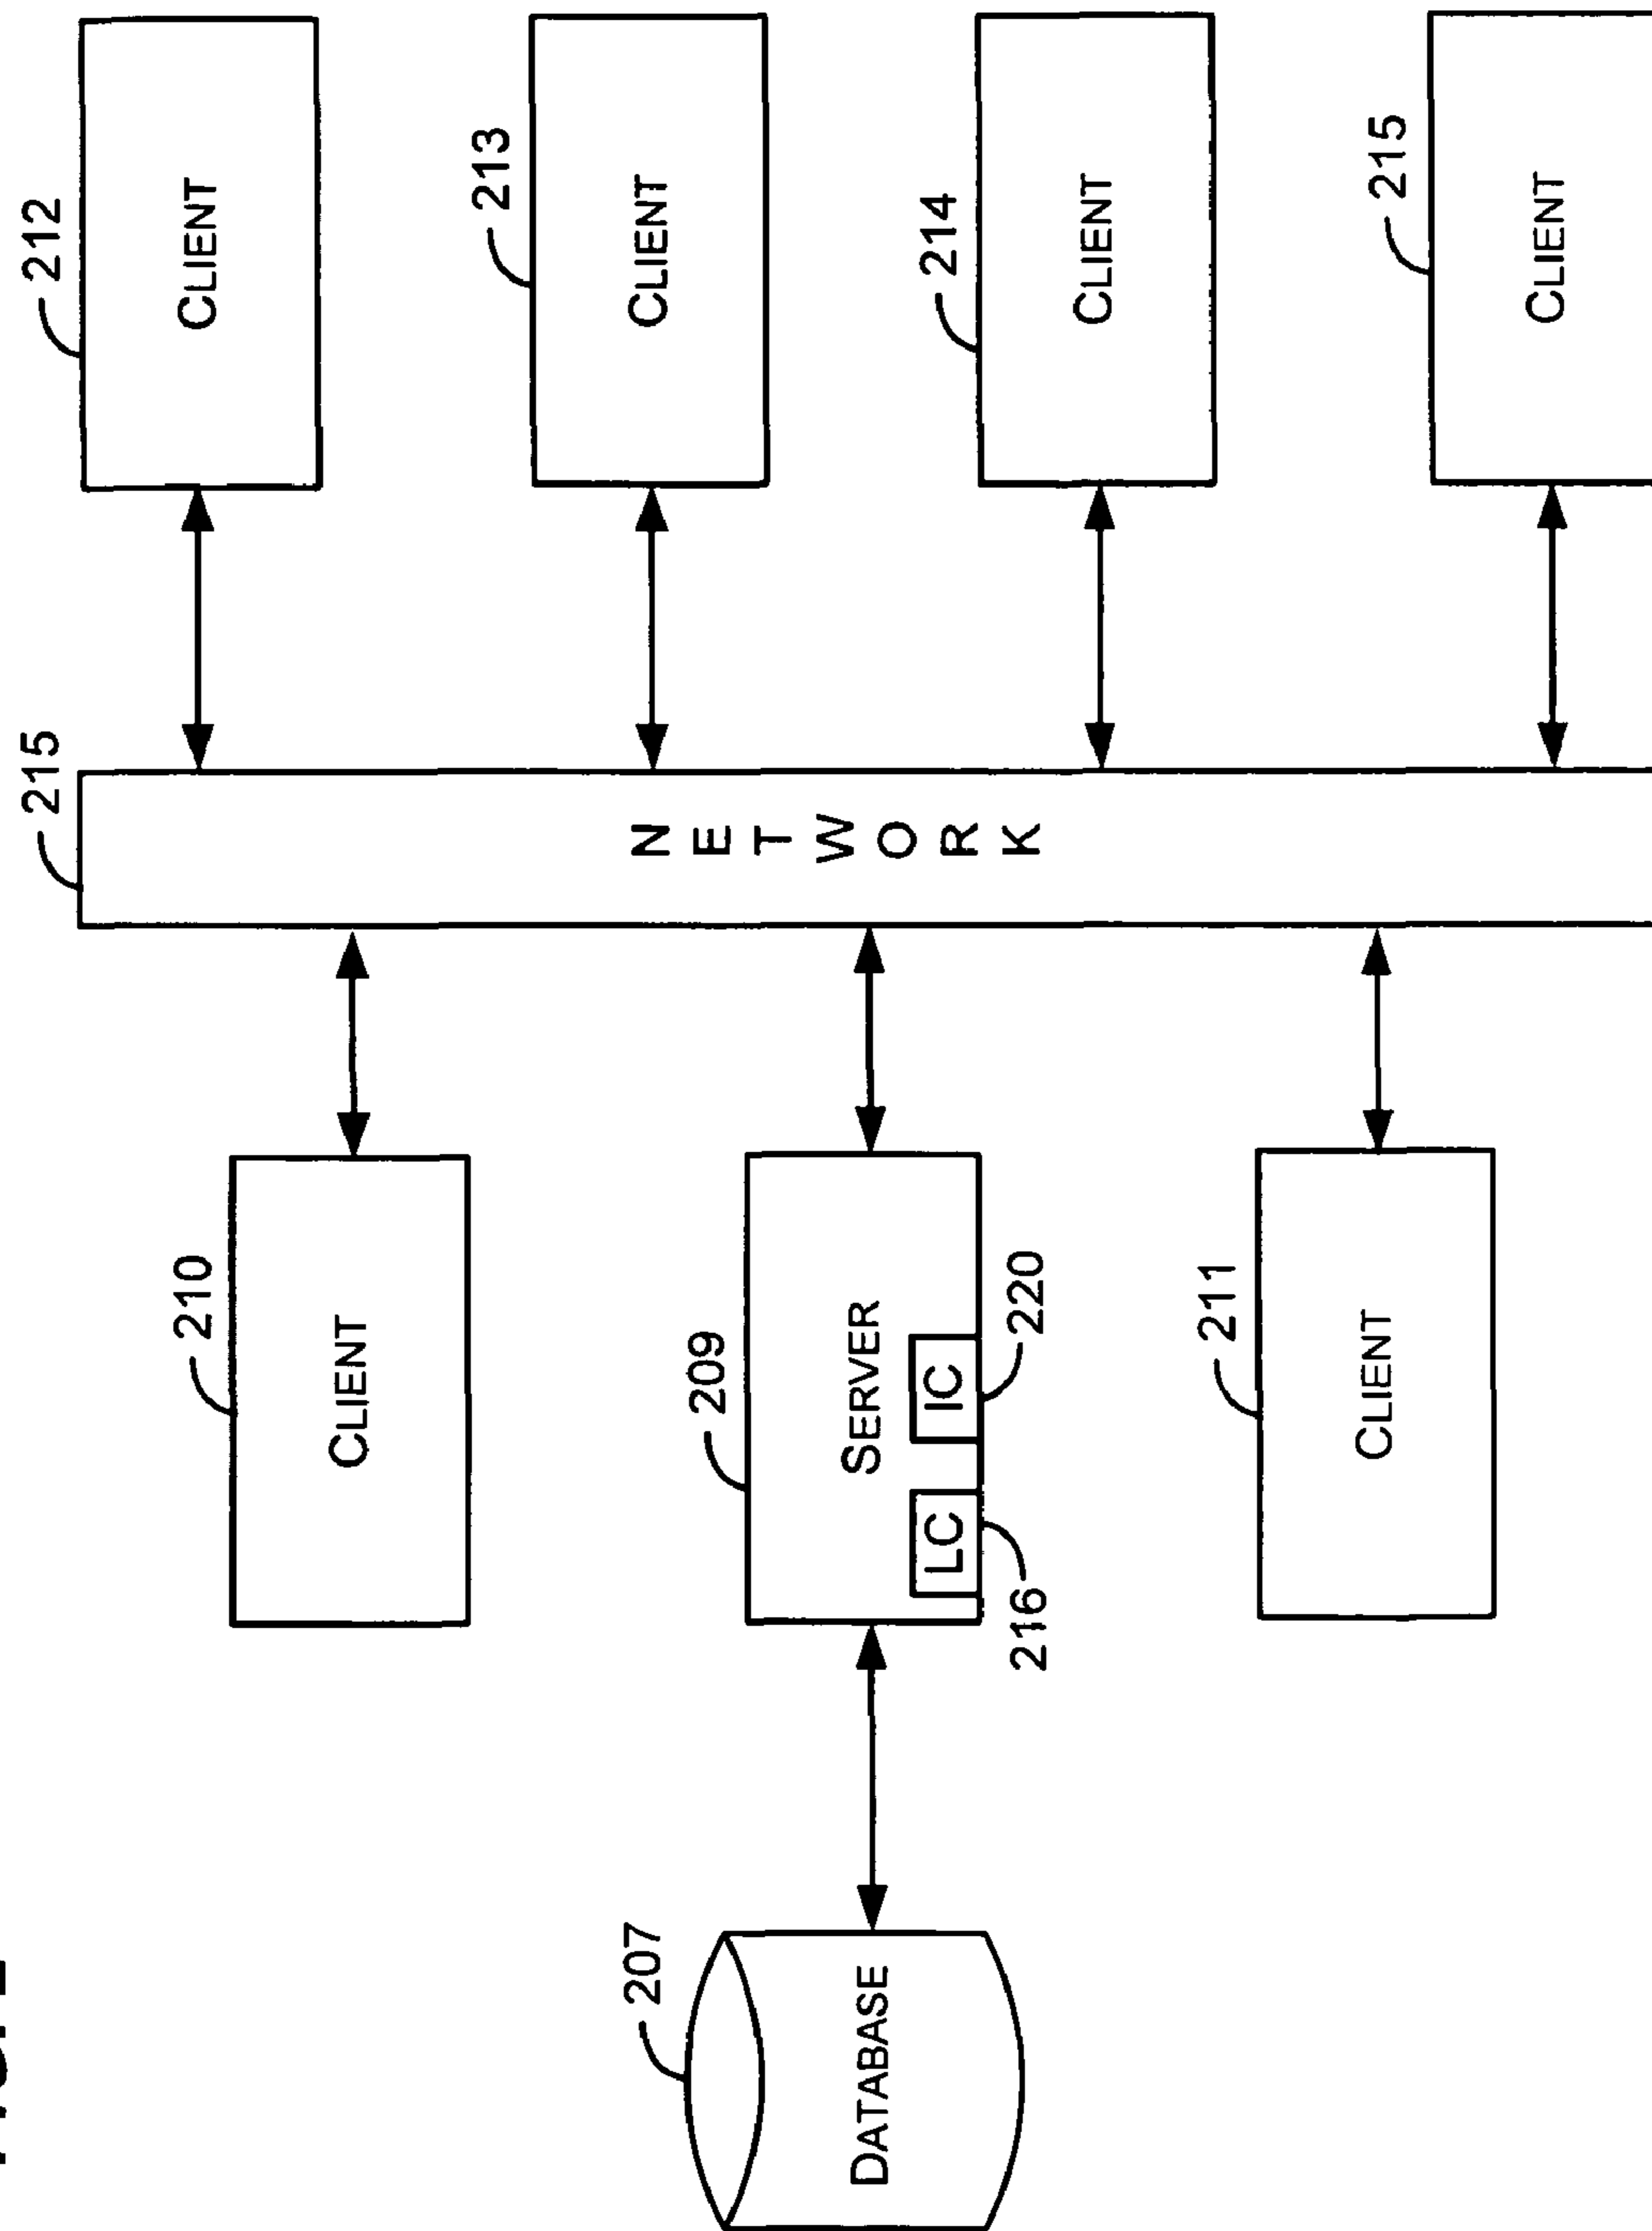 215
212
210
CLIENT
CLIENT
213
207
209
CLIENT
NETWORK
DATABASE
SERVER
LC
IC
214
216
220
CLIENT
211
215
CLIENT
CLIENT